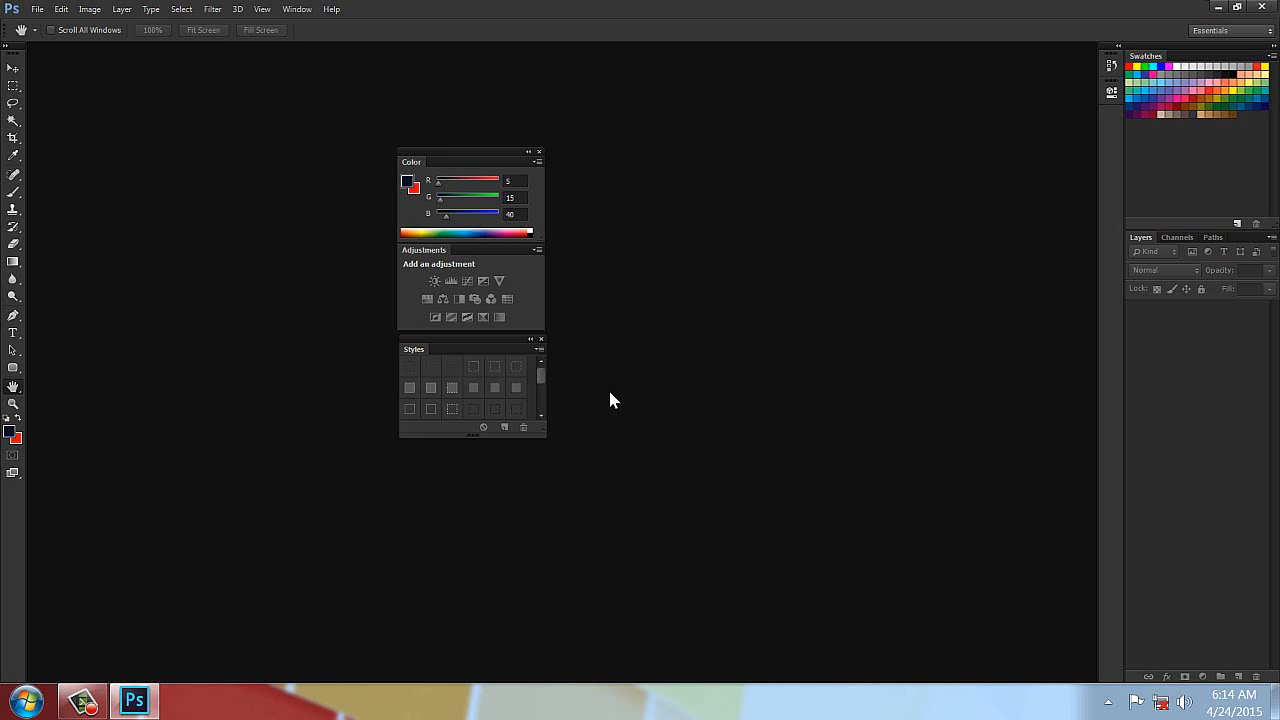 Ps File Edit Image Layer Type Select Filter 3D View Window Help
Scroll All Windows 100% Fit Screen Fill Screen Essentials
Swatches
Color
R 5
G 15
B 40
Adjustments
Add an adjustment
Styles
Layers Channels Paths
Kind
Normal Opacity:
Lock: Fill:
Ps
6:14 AM
4/24/2015